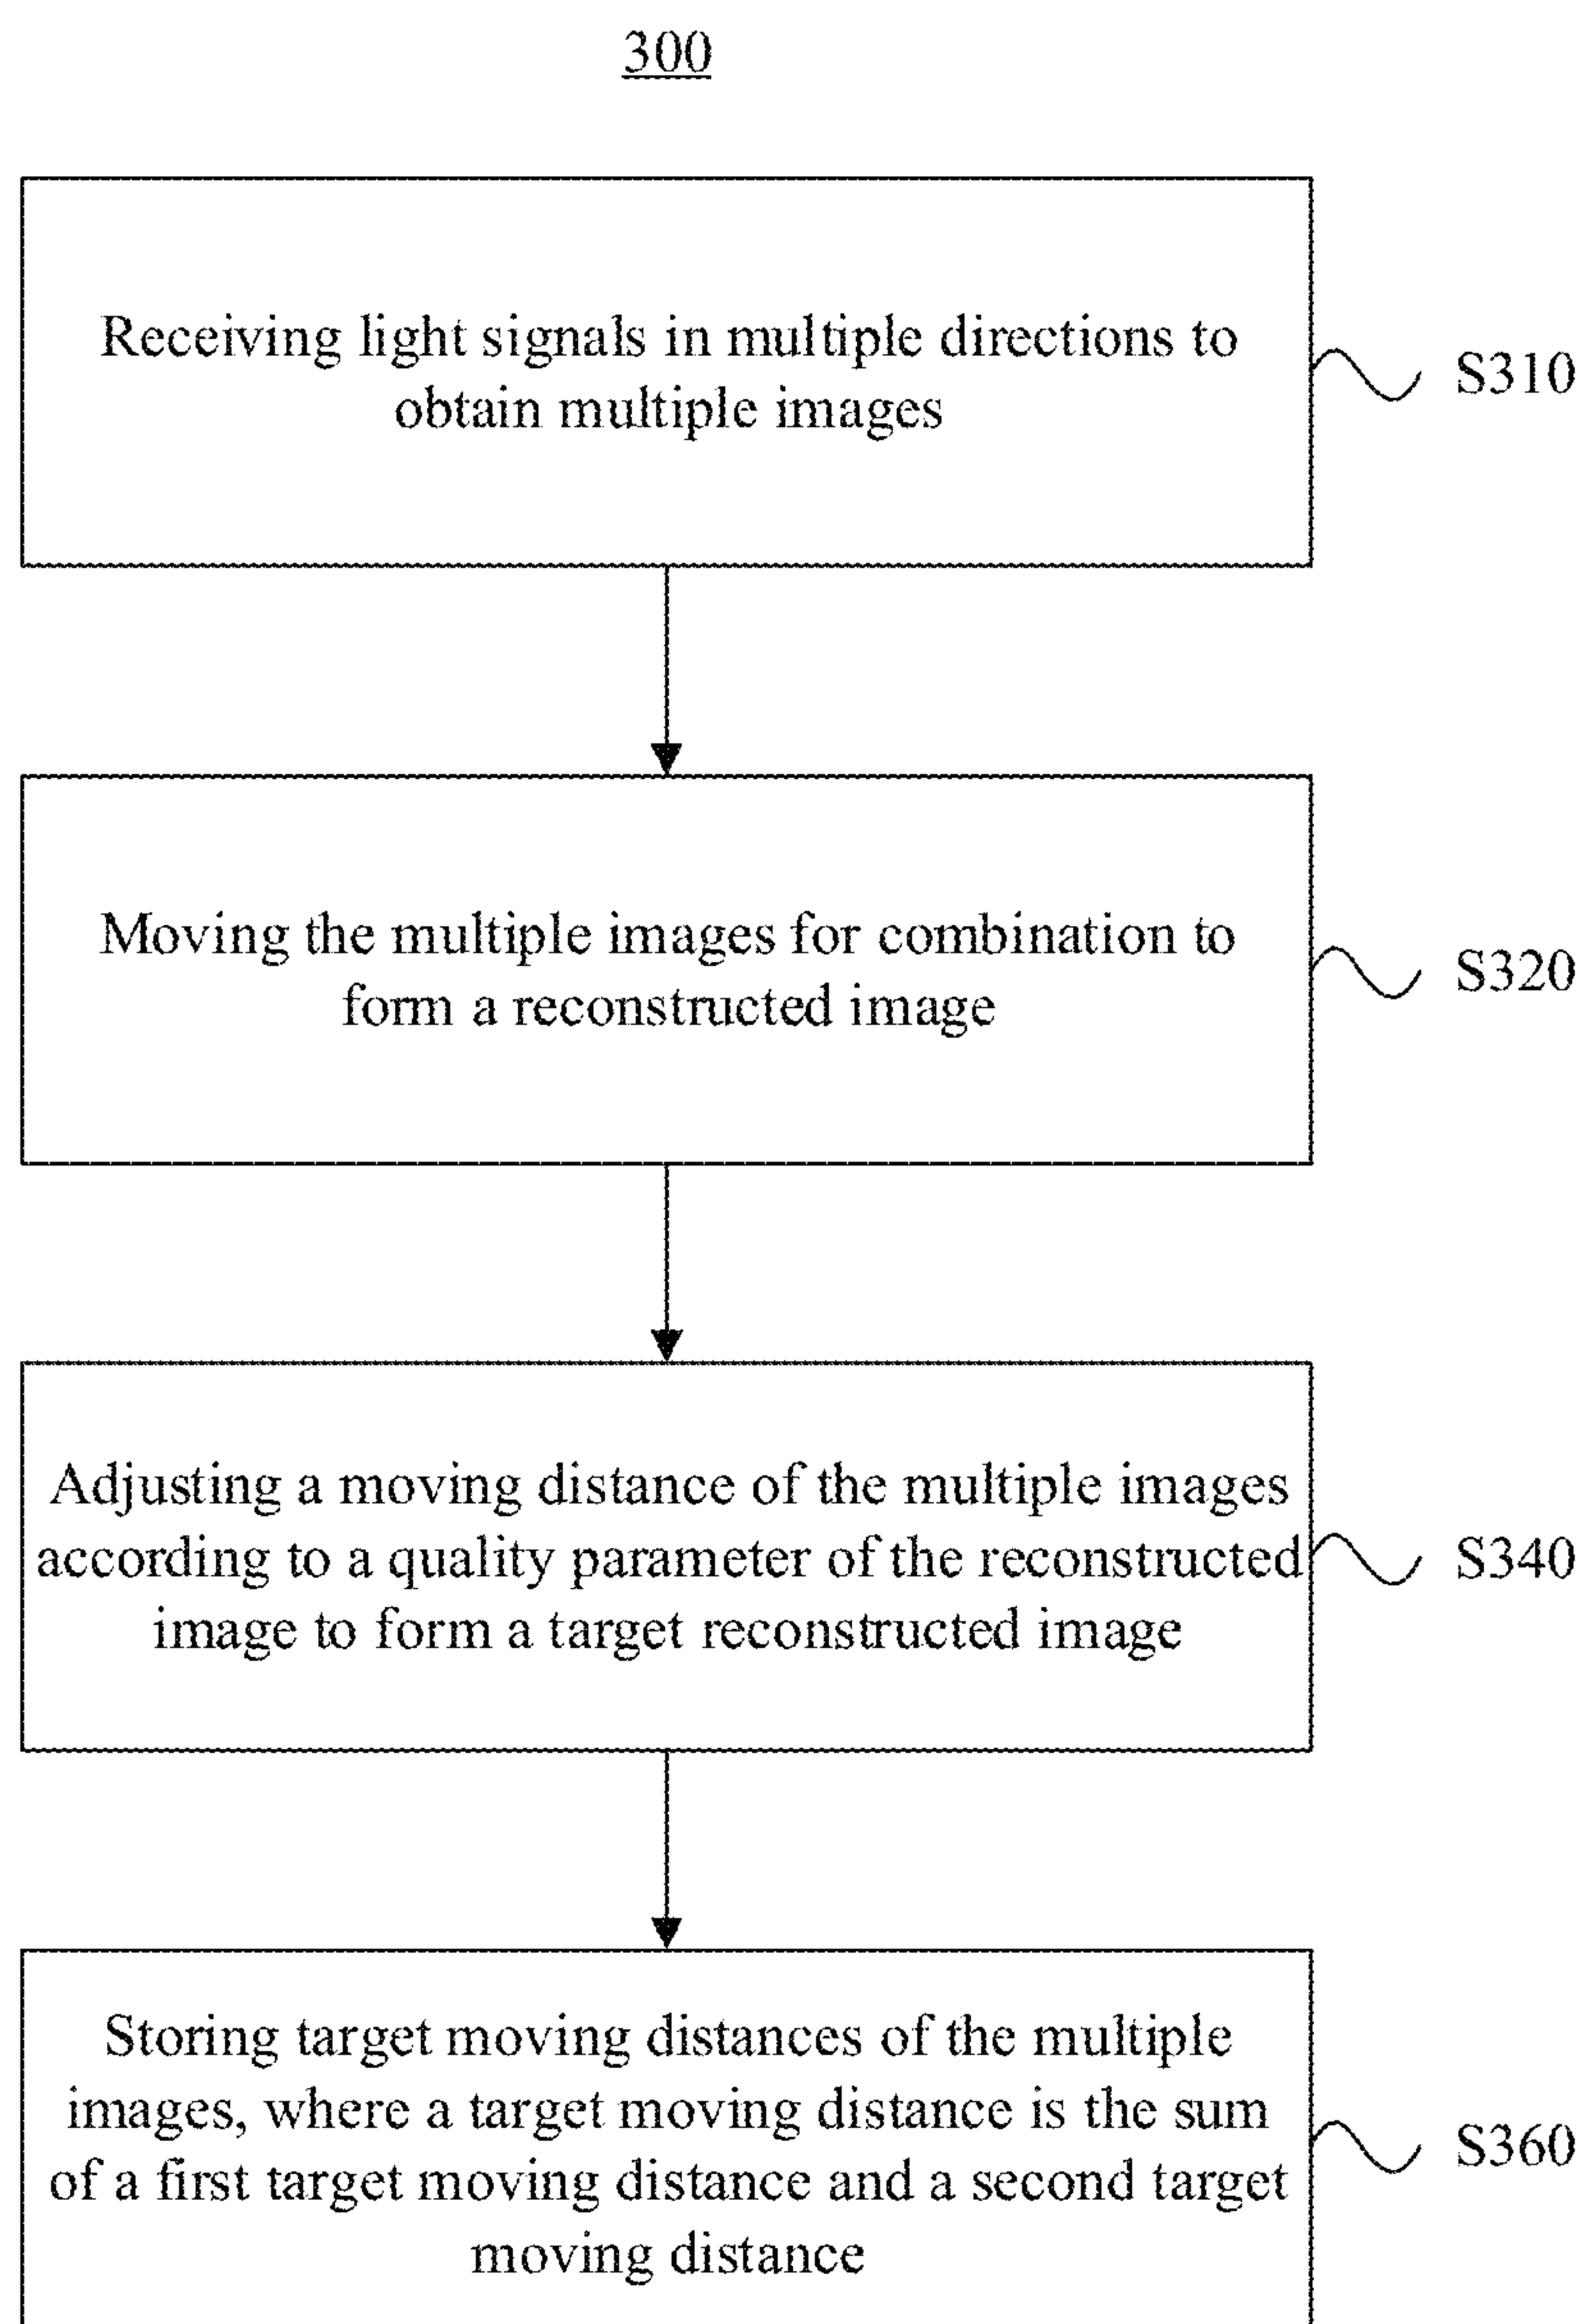 300
Receiving light signals in multiple directions to
obtain multiple images
S310
Moving the multiple images for combination to
form a reconstructed image
S320
Adjusting a moving distance of the multiple images
according to a quality parameter of the reconstructed
image to form a target reconstructed image
S340
Storing target moving distances of the multiple
images, where a target moving distance is the sum
of a first target moving distance and a second target
moving distance
S360